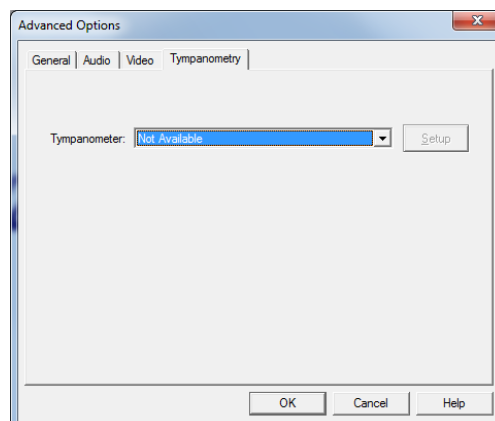 Advanced Options
General Audio Video Tympanometry
Tympanometer: Not Available Setup
OK Cancel Help